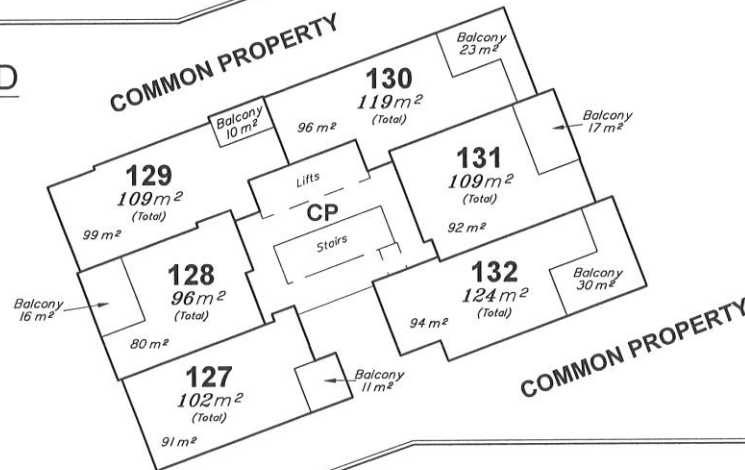 D
COMMON PROPERTY
Balcony
23 m²
130
119m²
(Total)
96 m²
Balcony
10 m²
Balcony
17 m²
129
109m²
(Total)
99 m²
131
109m²
(Total)
92 m²
Lifts
CP
Stairs
128
96m²
(Total)
80 m²
Balcony
16 m²
132
124m²
(Total)
94 m²
Balcony
30 m²
127
102m²
(Total)
91 m²
Balcony
11 m²
COMMON PROPERTY